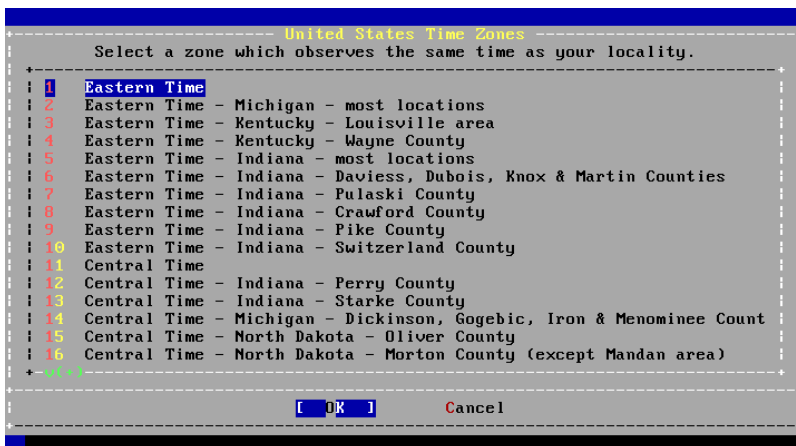 United States Time Zones
Select a zone which observes the same time as your locality.
1 Eastern Time
2 Eastern Time - Michigan - most locations
3 Eastern Time - Kentucky - Louisville area
4 Eastern Time - Kentucky - Wayne County
5 Eastern Time - Indiana - most locations
6 Eastern Time - Indiana - Daviess, Dubois, Knox & Martin Counties
7 Eastern Time - Indiana - Pulaski County
8 Eastern Time - Indiana - Crawford County
9 Eastern Time - Indiana - Pike County
10 Eastern Time - Indiana - Switzerland County
11 Central Time
12 Central Time - Indiana - Perry County
13 Central Time - Indiana - Starke County
14 Central Time - Michigan - Dickinson, Gogebic, Iron & Menominee Count
15 Central Time - North Dakota - Oliver County
16 Central Time - North Dakota - Morton County (except Mandan area)
v(+)
[ OK ] Cancel